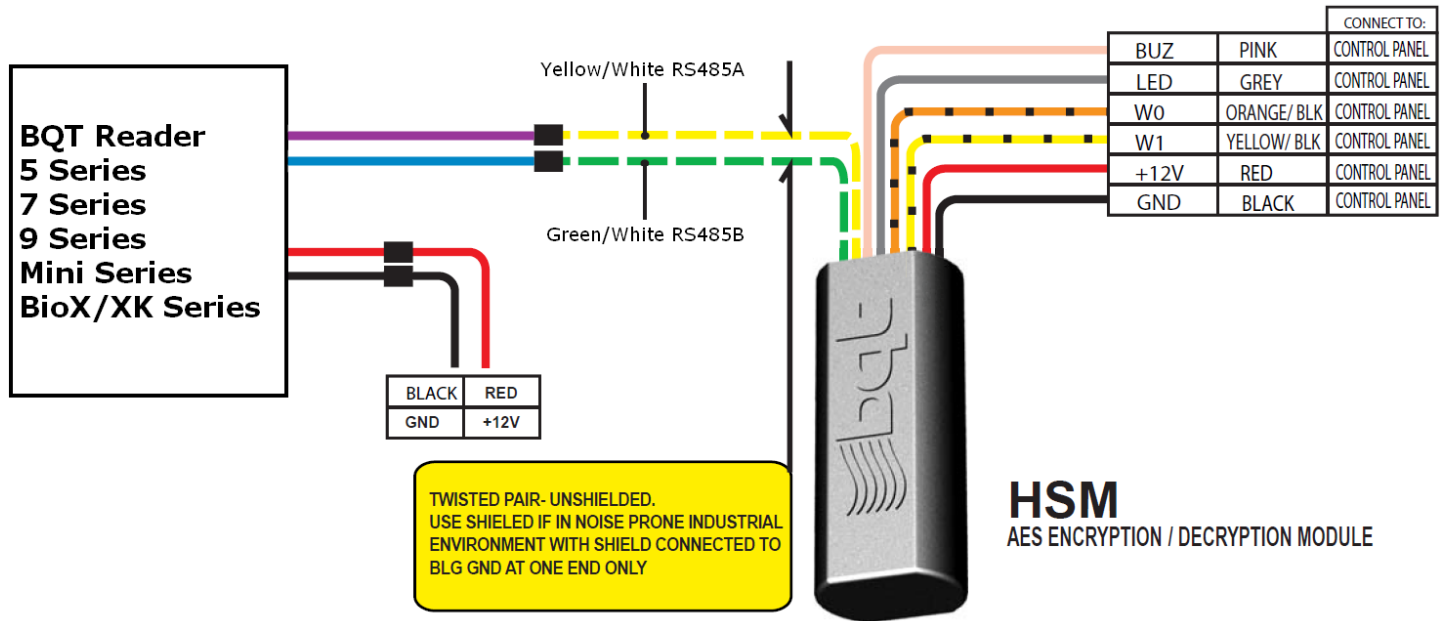 CONNECT TO:
BUZ PINK CONTROL PANEL
LED GREY CONTROL PANEL
W0 ORANGE/ BLK CONTROL PANEL
W1 YELLOW/ BLK CONTROL PANEL
+12V RED CONTROL PANEL
GND BLACK CONTROL PANEL
Yellow/White RS485A
BQT Reader
5 Series
7 Series
9 Series
Mini Series
BioX/XK Series
Green/White RS485B
BLACK RED
GND +12V
bqt
TWISTED PAIR- UNSHIELDED.
USE SHIELED IF IN NOISE PRONE INDUSTRIAL
ENVIRONMENT WITH SHIELD CONNECTED TO
BLG GND AT ONE END ONLY
HSM
AES ENCRYPTION / DECRYPTION MODULE